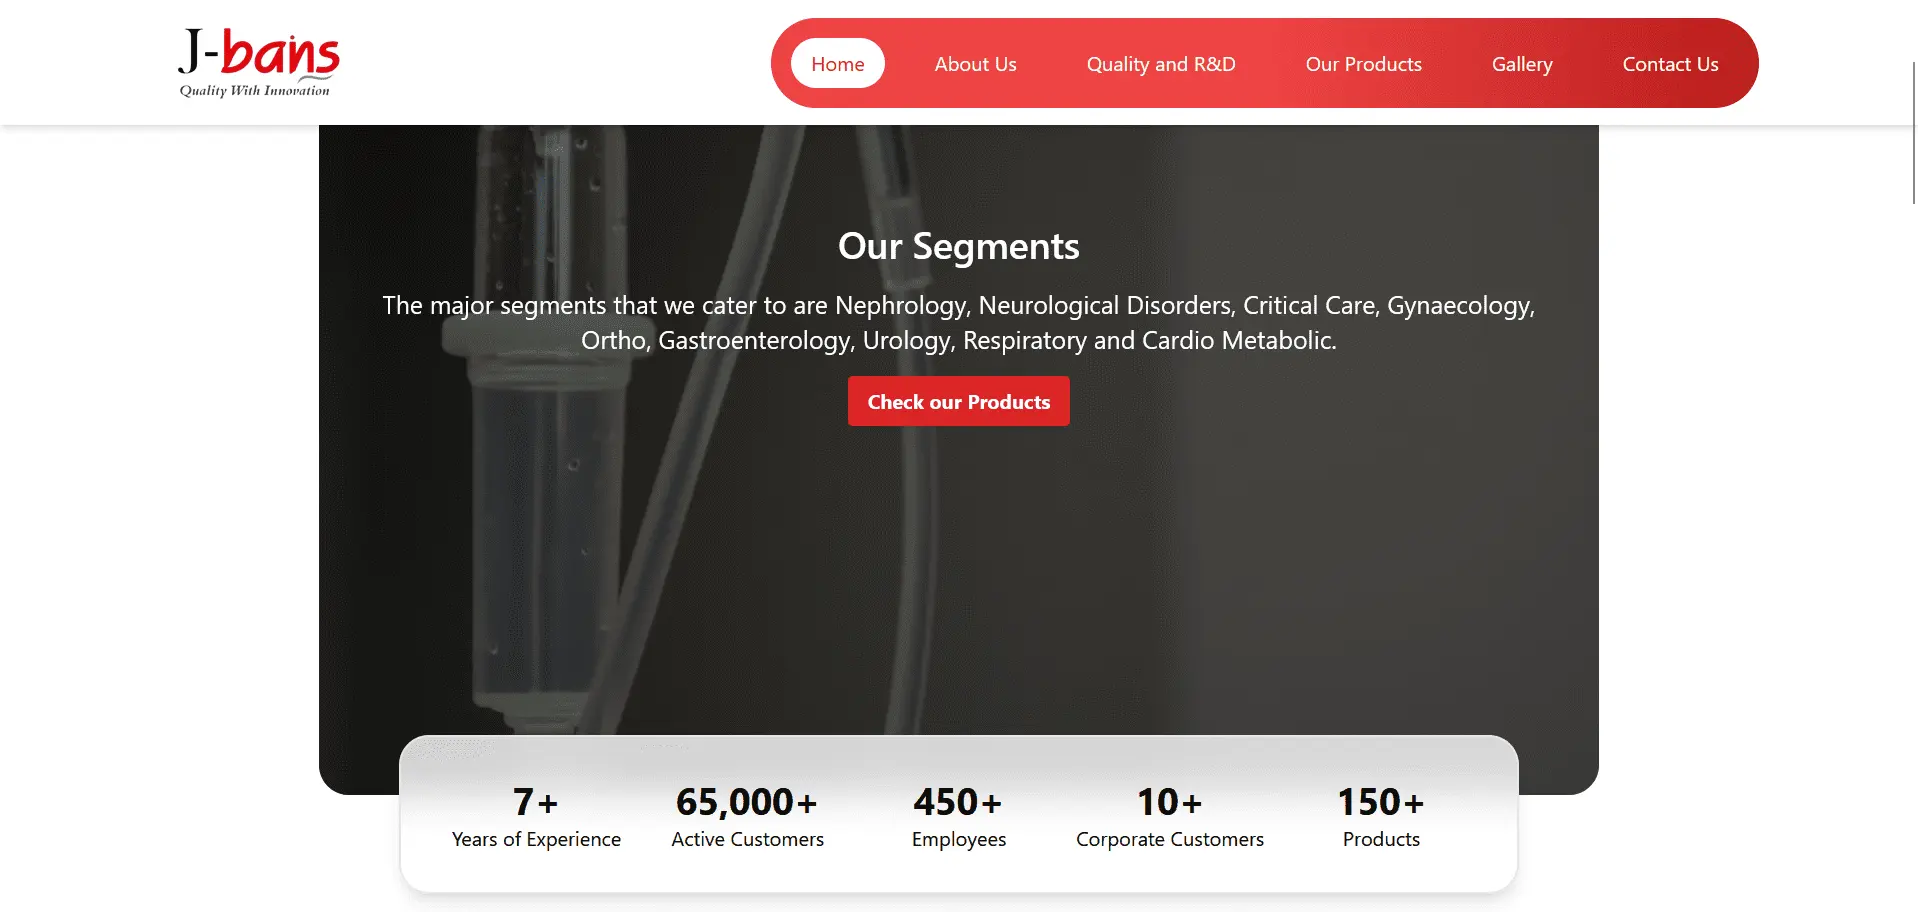 J-bans
Quality With Innovation
Home
About Us
Quality and R&D
Our Products
Gallery
Contact Us
Our Segments
The major segments that we cater to are Nephrology, Neurological Disorders, Critical Care, Gynaecology,
Ortho, Gastroenterology, Urology, Respiratory and Cardio Metabolic.
Check our Products
7+
Years of Experience
65,000+
Active Customers
450+
Employees
10+
Corporate Customers
150+
Products